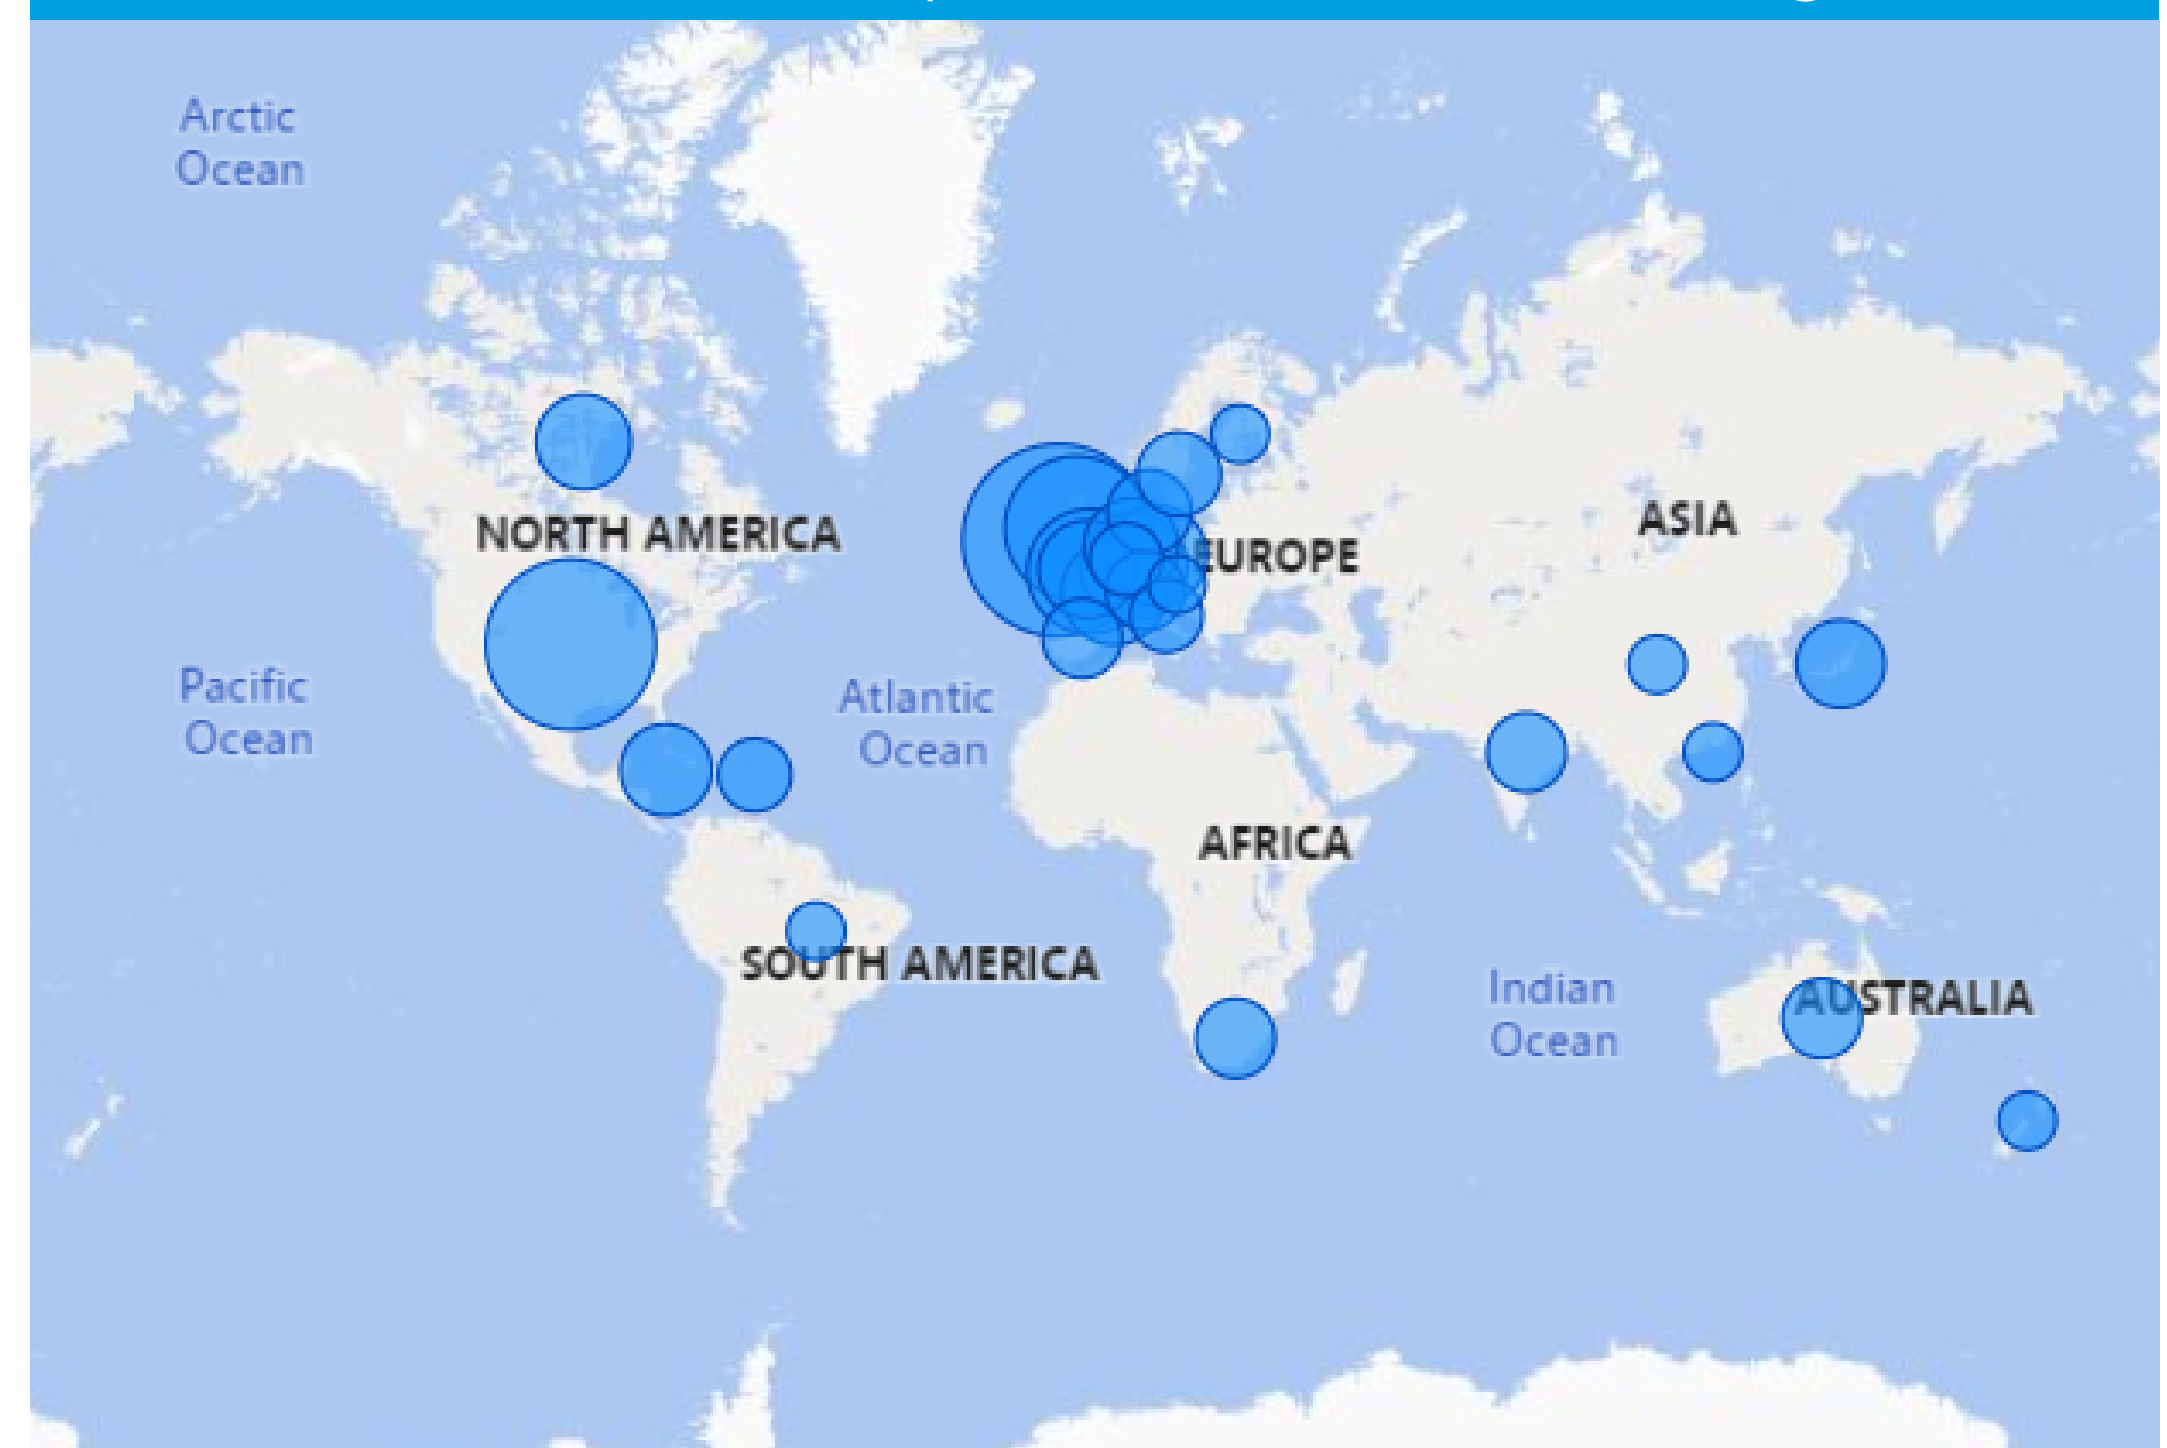 Arctic
Ocean
NORTH AMERICA
ASIA
EUROPE
Pacific
Ocean
Atlantic
Ocean
AFRICA
SOUTH AMERICA
Indian
Ocean
AUSTRALIA